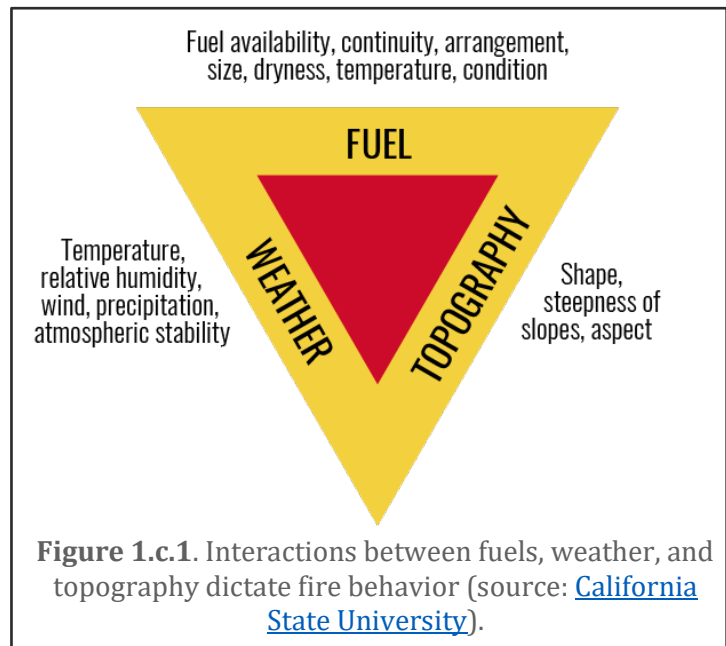 Fuel availability, continuity, arrangement,
size, dryness, temperature, condition
FUEL
WEATHER
TOPOGRAPHY
Temperature,
relative humidity,
wind, precipitation,
atmospheric stability
Shape,
steepness of
slopes, aspect
Figure 1.c.1. Interactions between fuels, weather, and
topography dictate fire behavior (source: California
State University).